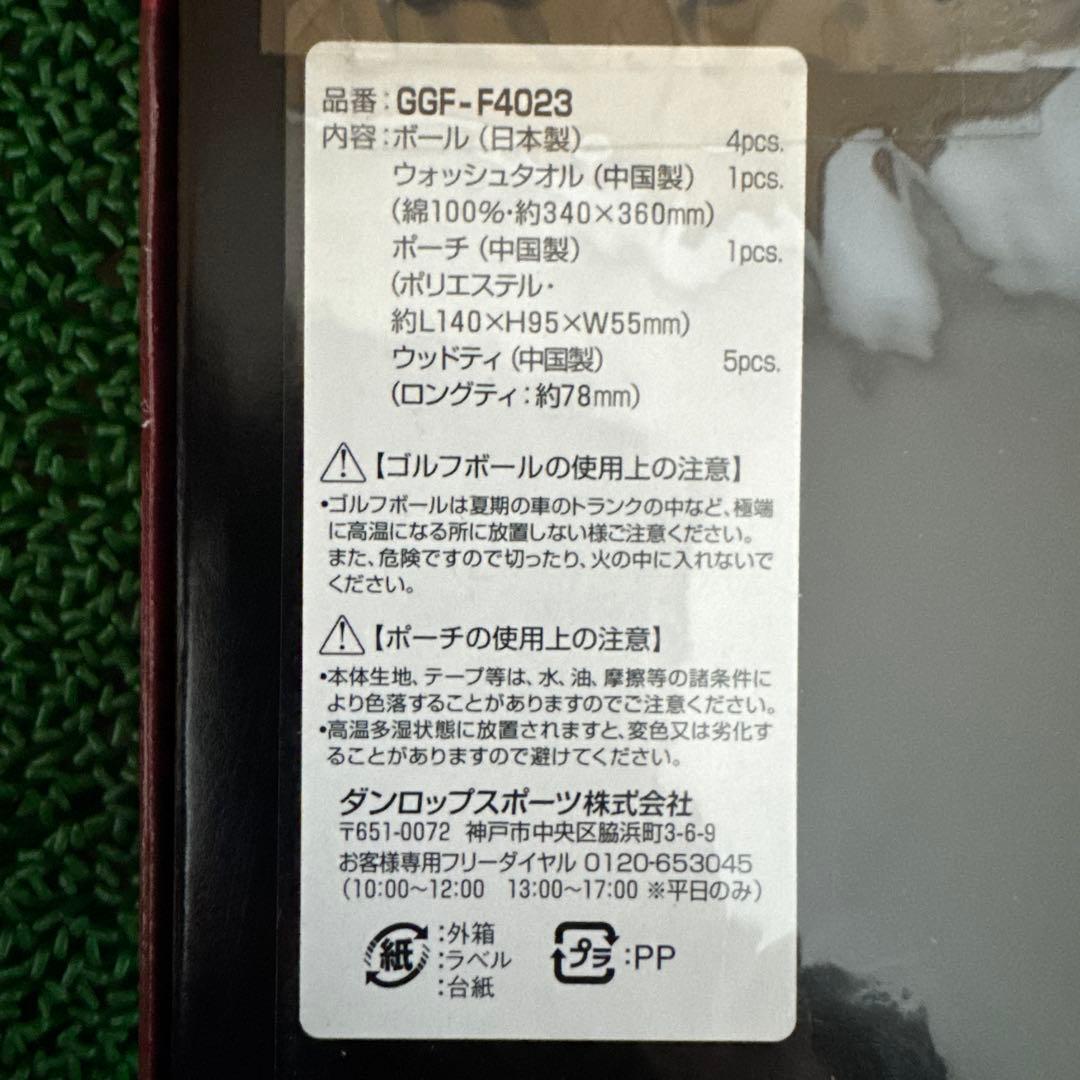 品番：GGF-F4023
内容：ボール（日本製） 4pcs.
ウォッシュタオル（中国製） 1pcs.
（綿100%・約340×360mm）
ポーチ（中国製） 1pcs.
（ポリエステル・
約L140×H95×W55mm）
ウッドティ（中国製） 5pcs.
（ロングティ：約78mm）
【ゴルフボールの使用上の注意】
•ゴルフボールは夏期の車のトランクの中など、極端
に高温になる所に放置しない様ご注意ください。
また、危険ですので切ったり、火の中に入れないで
ください。
【ポーチの使用上の注意】
•本体生地、テープ等は、水、油、摩擦等の諸条件に
より色落することがありますのでご注意ください。
•高温多湿状態に放置されますと、変色又は劣化す
ることがありますので避けてください。
ダンロップスポーツ株式会社
〒651-0072 神戸市中央区脇浜町3-6-9
お客様専用フリーダイヤル 0120-653045
（10:00～12:00 13:00～17:00 ※平日のみ）
紙：外箱
：ラベル
：台紙
プラ：PP